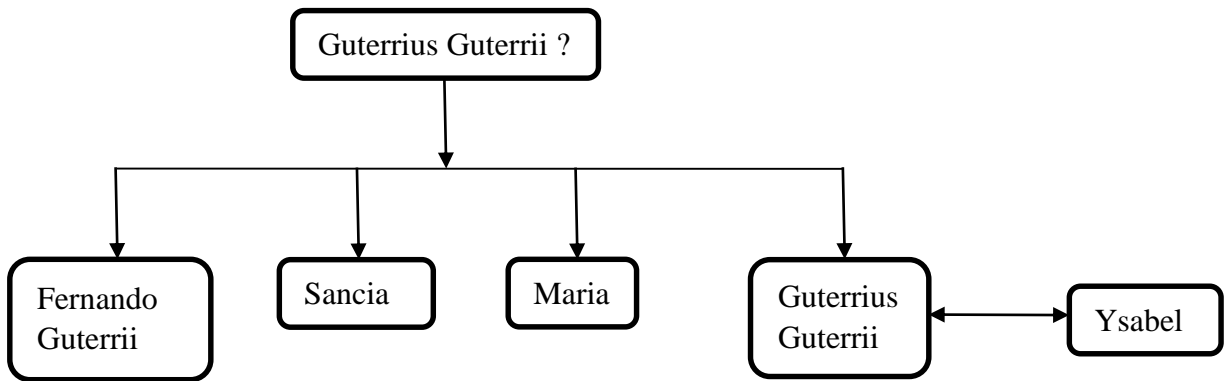 Guterrius Guterrii ?
Fernando
Guterrii
Sancia
Maria
Guterrius
Guterrii
Ysabel